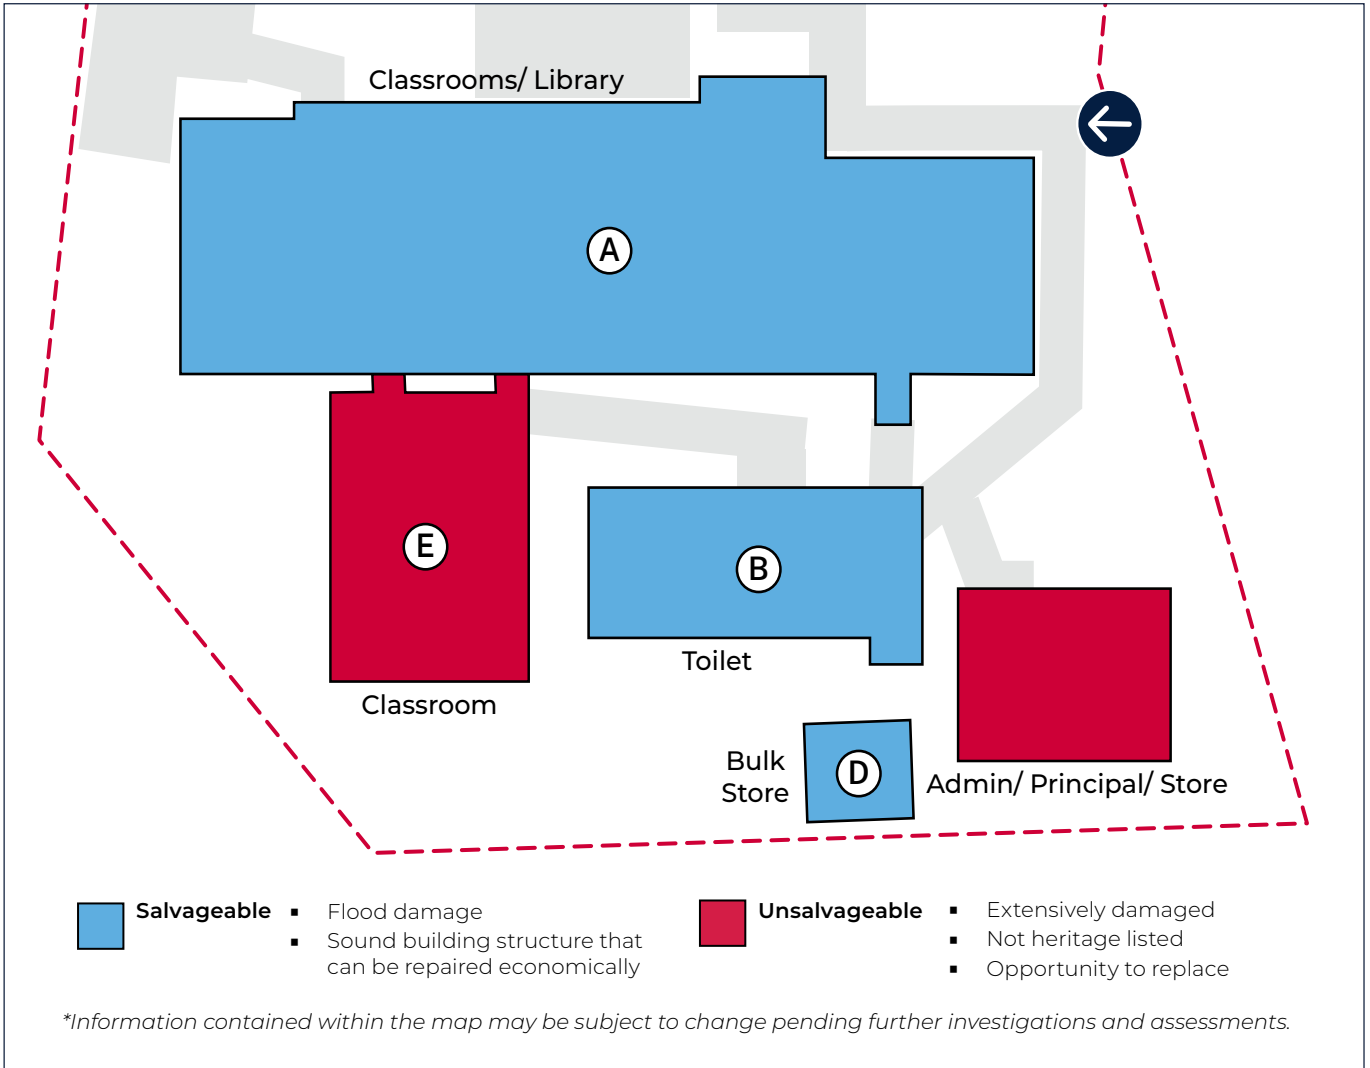 Classrooms/ Library
A
E
B
Toilet
Classroom
Bulk
Store
D
Admin/ Principal/ Store
Salvageable
▪ Flood damage
▪ Sound building structure that
can be repaired economically
Unsalvageable
▪ Extensively damaged
▪ Not heritage listed
▪ Opportunity to replace
*Information contained within the map may be subject to change pending further investigations and assessments.